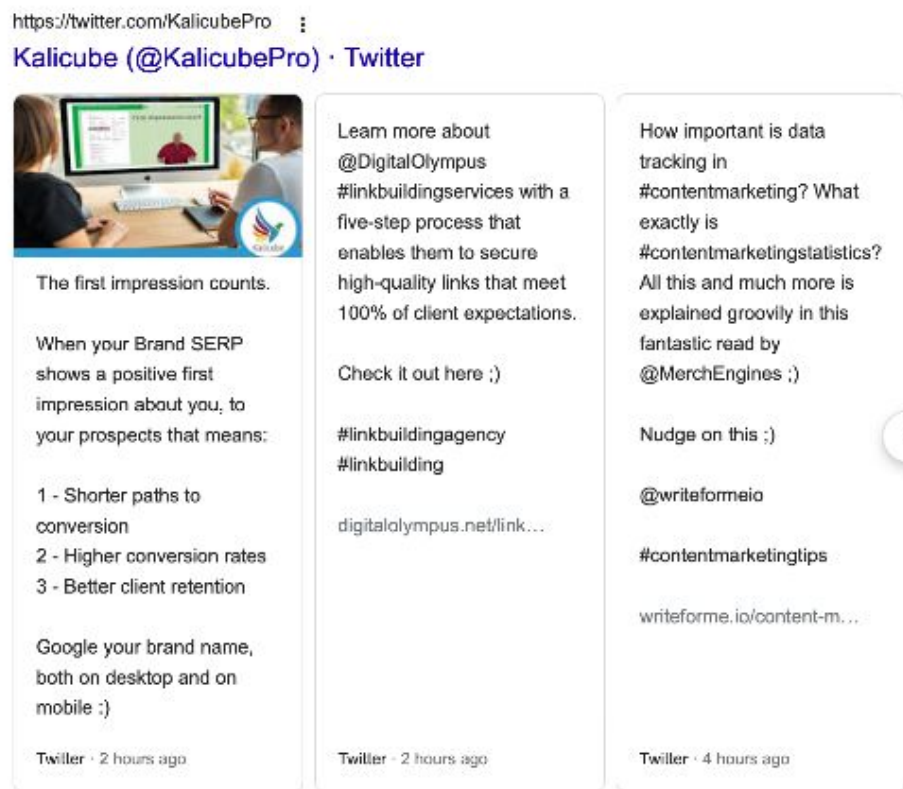 https://twitter.com/KalicubePro
Kalicube (@KalicubePro) · Twitter
Kalicube
The first impression counts.
When your Brand SERP
shows a positive first
impression about you, to
your prospects that means:
1 - Shorter paths to
conversion
2 - Higher conversion rates
3 - Better client retention
Google your brand name,
both on desktop and on
mobile :)
Twitter · 2 hours ago
Learn more about
@DigitalOlympus
#linkbuildingservices with a
five-step process that
enables them to secure
high-quality links that meet
100% of client expectations.
Check it out here ;)
#linkbuildingagency
#linkbuilding
digitalolympus.net/link...
Twitter · 2 hours ago
How important is data
tracking in
#contentmarketing? What
exactly is
#contentmarketingstatistics?
All this and much more is
explained groovily in this
fantastic read by
@MerchEngines ;)
Nudge on this ;)
@writeformeio
#contentmarketingtips
writeforme.io/content-m...
Twitter · 4 hours ago